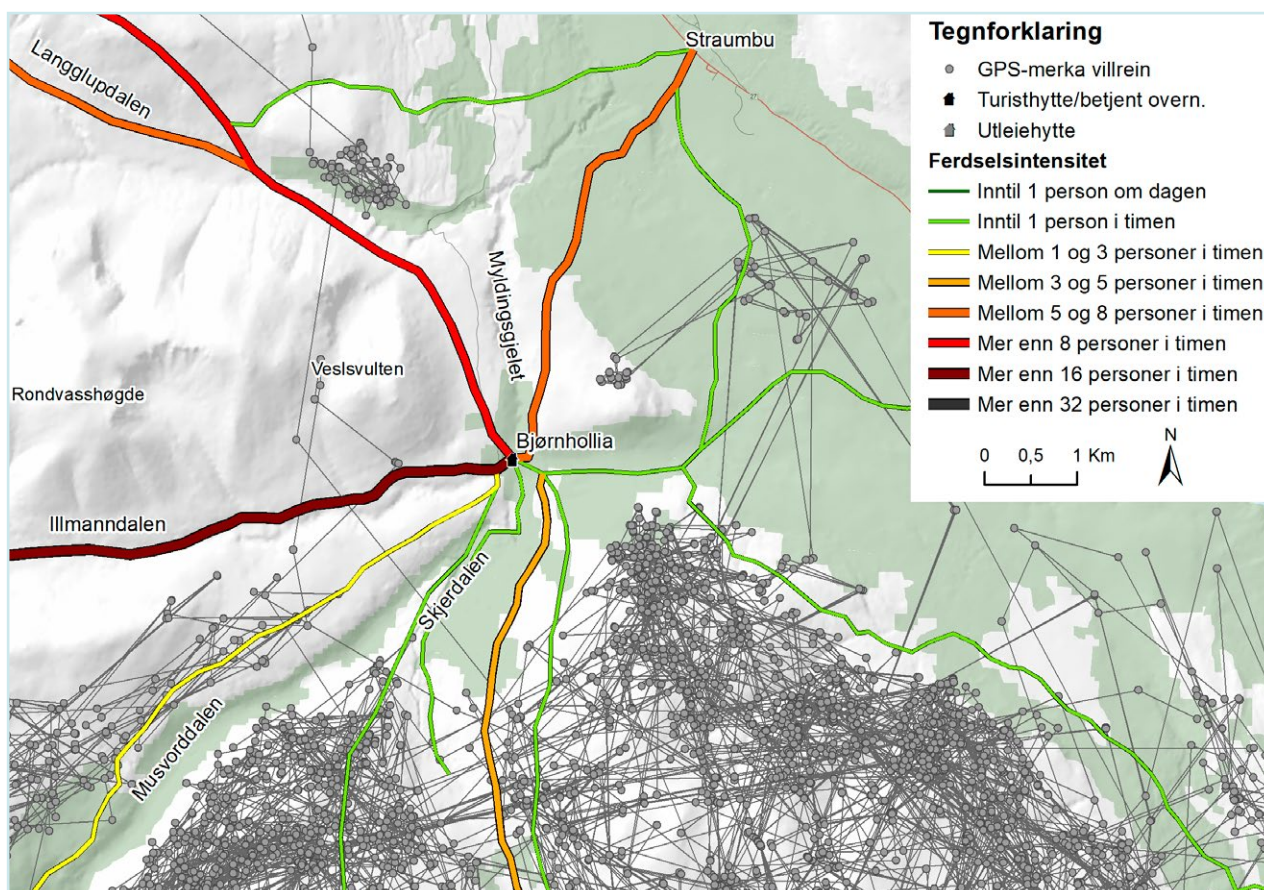 Straumbu
Langglupdalen
Myldingsgjelet
Veslsvulten
Rondvasshøgde
Bjørnhollia
Illmanndalen
Skjerdalen
Musvorddalen
Tegnforklaring
GPS-merka villrein
Turisthytte/betjent overn.
Utleiehytte
Ferdselsintensitet
Inntil 1 person om dagen
Inntil 1 person i timen
Mellom 1 og 3 personer i timen
Mellom 3 og 5 personer i timen
Mellom 5 og 8 personer i timen
Mer enn 8 personer i timen
Mer enn 16 personer i timen
Mer enn 32 personer i timen
0 0,5 1 Km
N